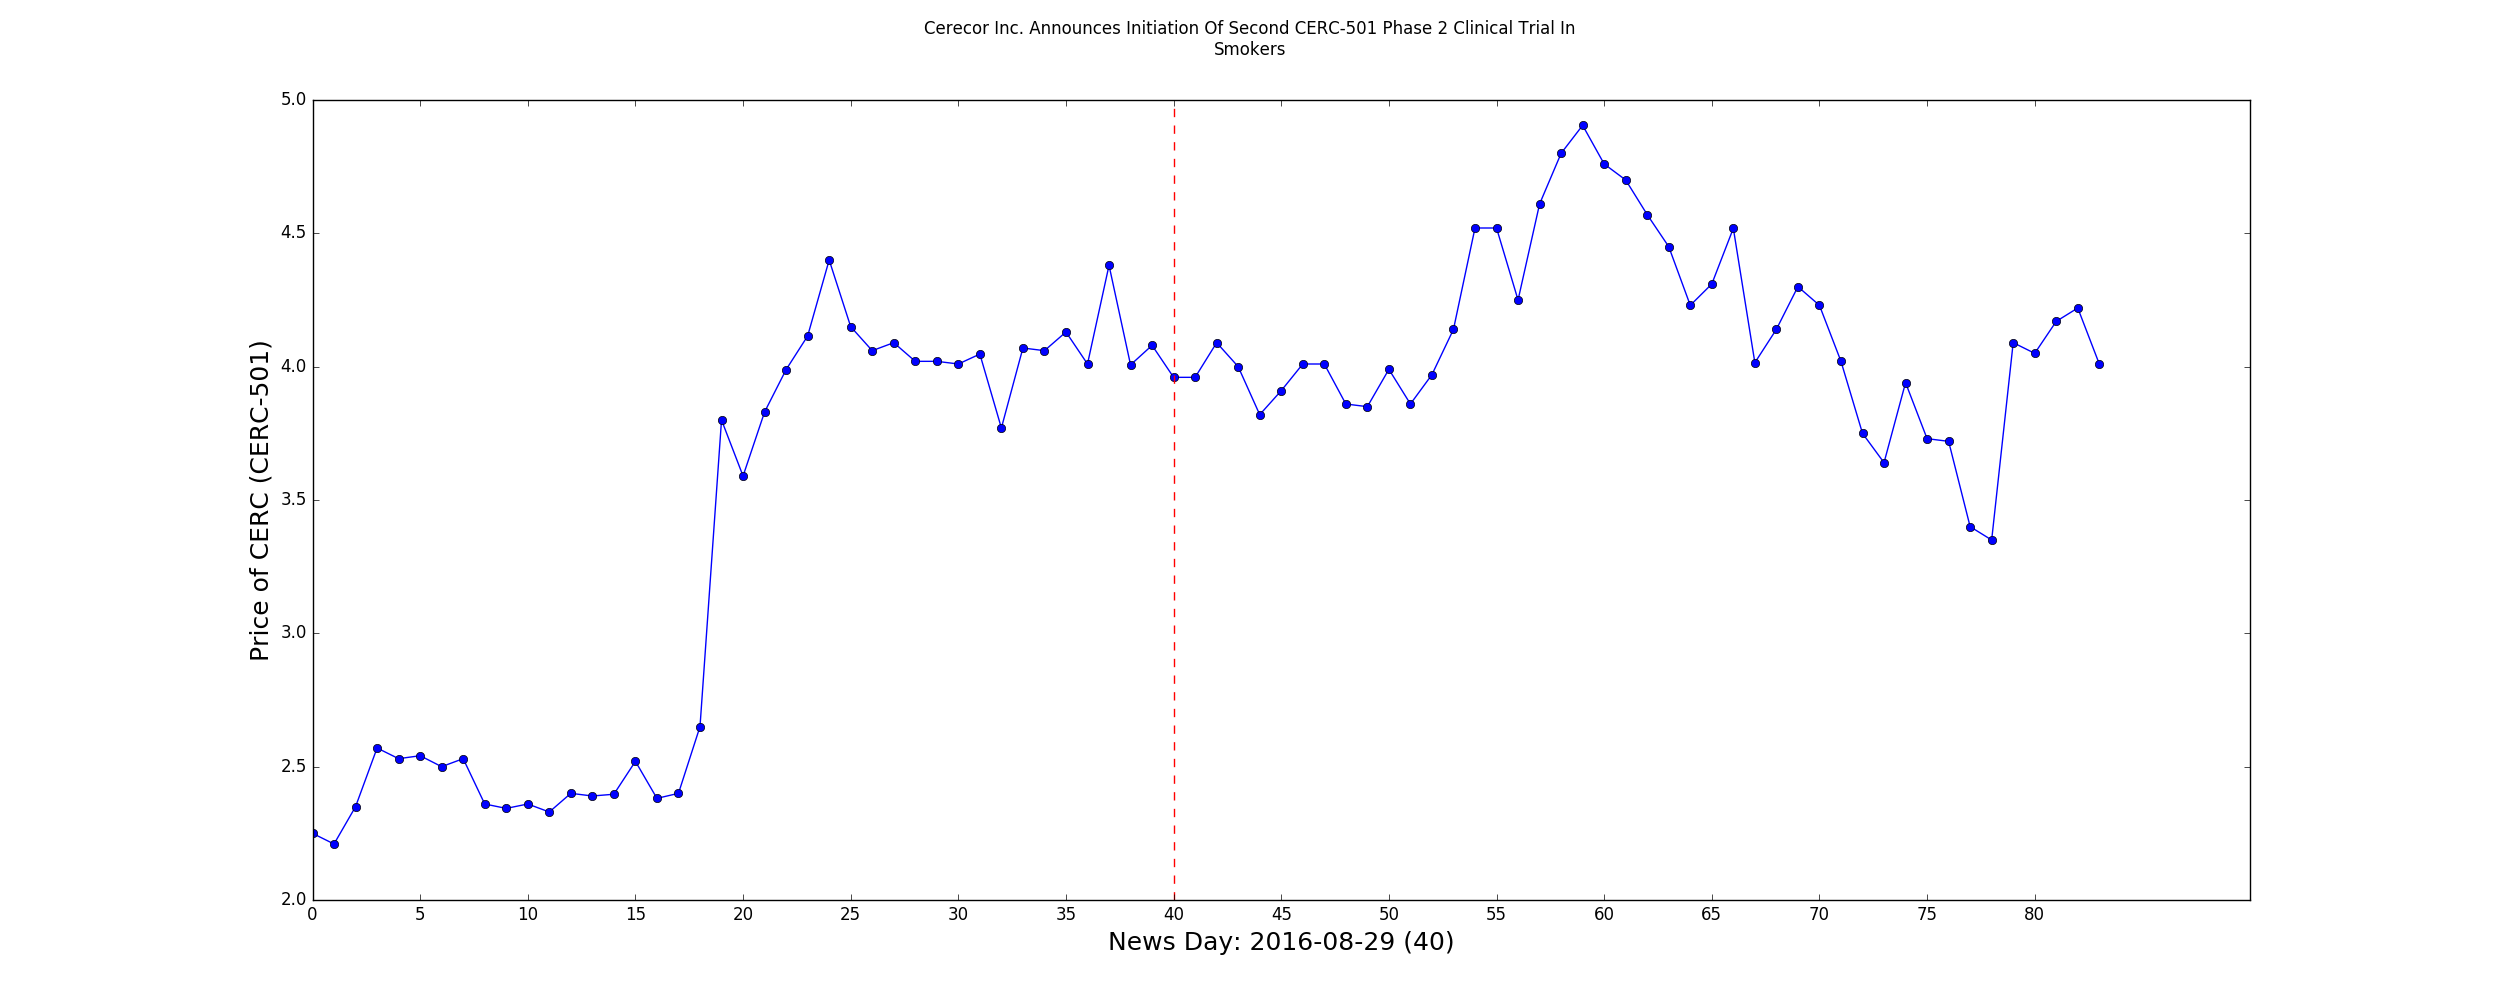 Cerecor Inc. Announces Initiation Of Second CERC-501 Phase 2 Clinical Trial In
Smokers
5.0
4.5
4.0
3.5
3.0
2.5
2.0
Price of CERC (CERC-501)
0 5 10 15 20 25 30 35 40 45 50 55 60 65 70 75 80
News Day: 2016-08-29 (40)